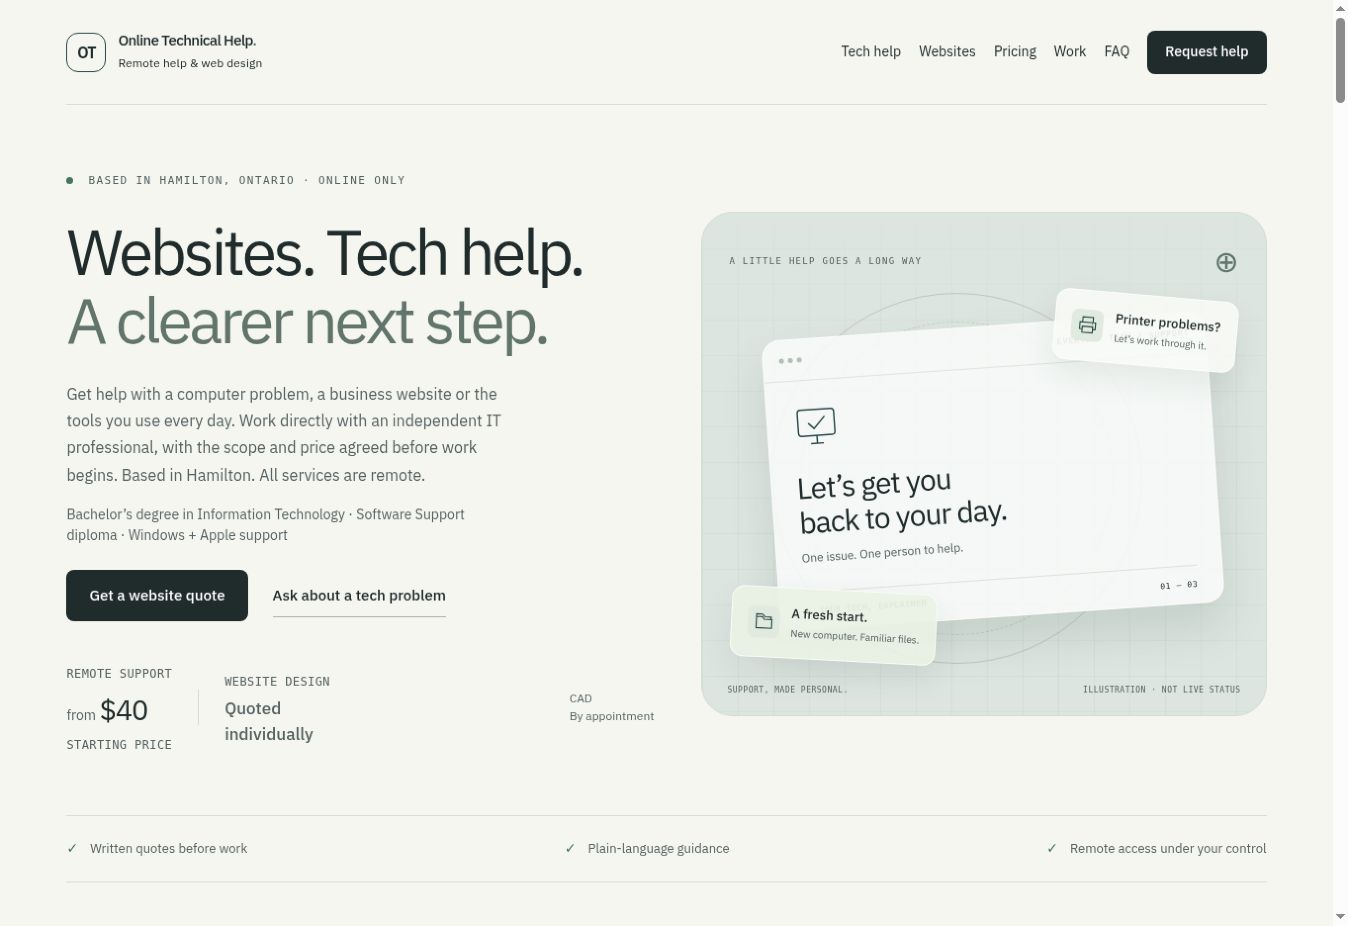 OT
Online Technical Help.
Remote help & web design
Tech help
Websites
Pricing
Work
FAQ
Request help
BASED IN HAMILTON, ONTARIO · ONLINE ONLY
Websites. Tech help.
A clearer next step.
Get help with a computer problem, a business website or the
tools you use every day. Work directly with an independent IT
professional, with the scope and price agreed before work
begins. Based in Hamilton. All services are remote.
Bachelor’s degree in Information Technology · Software Support
diploma · Windows + Apple support
Get a website quote
Ask about a tech problem
REMOTE SUPPORT
from $40
STARTING PRICE
WEBSITE DESIGN
Quoted
individually
CAD
By appointment
A LITTLE HELP GOES A LONG WAY
Printer problems?
Let’s work through it.
Let’s get you
back to your day.
One issue. One person to help.
01 — 03
A fresh start.
New computer. Familiar files.
SUPPORT, MADE PERSONAL.
ILLUSTRATION · NOT LIVE STATUS
✓ Written quotes before work
✓ Plain-language guidance
✓ Remote access under your control